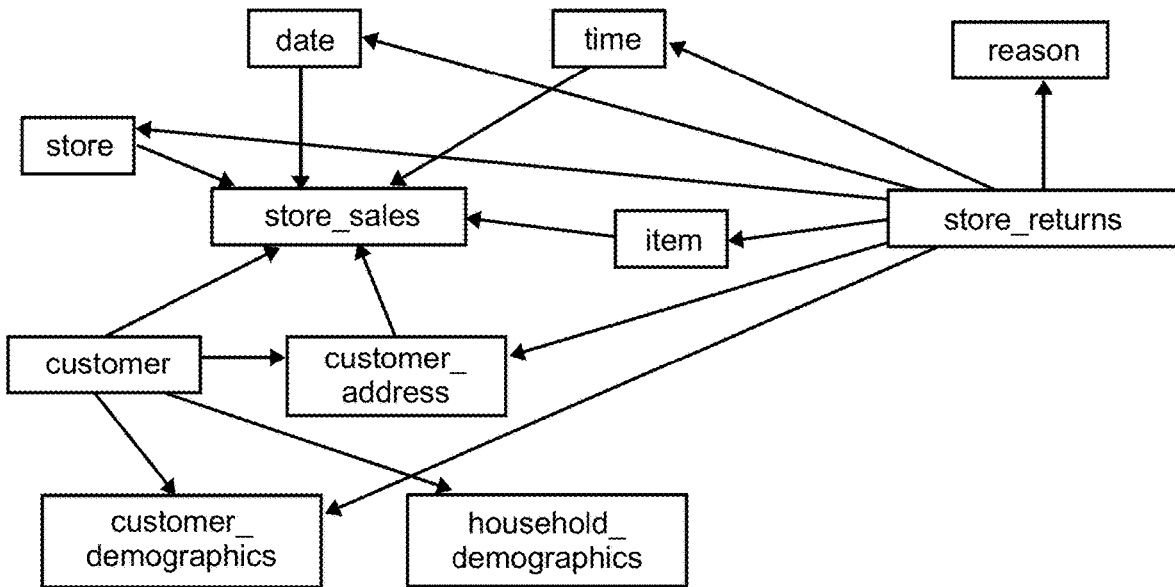 date
time
reason
store
store_sales
item
store_returns
customer
customer_
address
customer_
demographics
household_
demographics